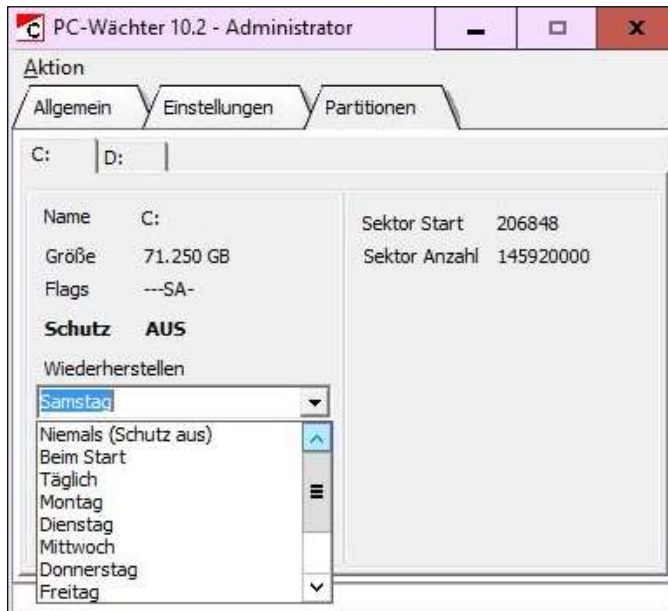 PC-Wächter 10.2 - Administrator
Aktion
Allgemein Einstellungen Partitionen
C: D:
Name C:
Größe 71.250 GB
Flags ---SA-
Schutz AUS
Wiederherstellen
Samstag
Niemals (Schutz aus)
Beim Start
Täglich
Montag
Dienstag
Mittwoch
Donnerstag
Freitag
Sektor Start 206848
Sektor Anzahl 145920000